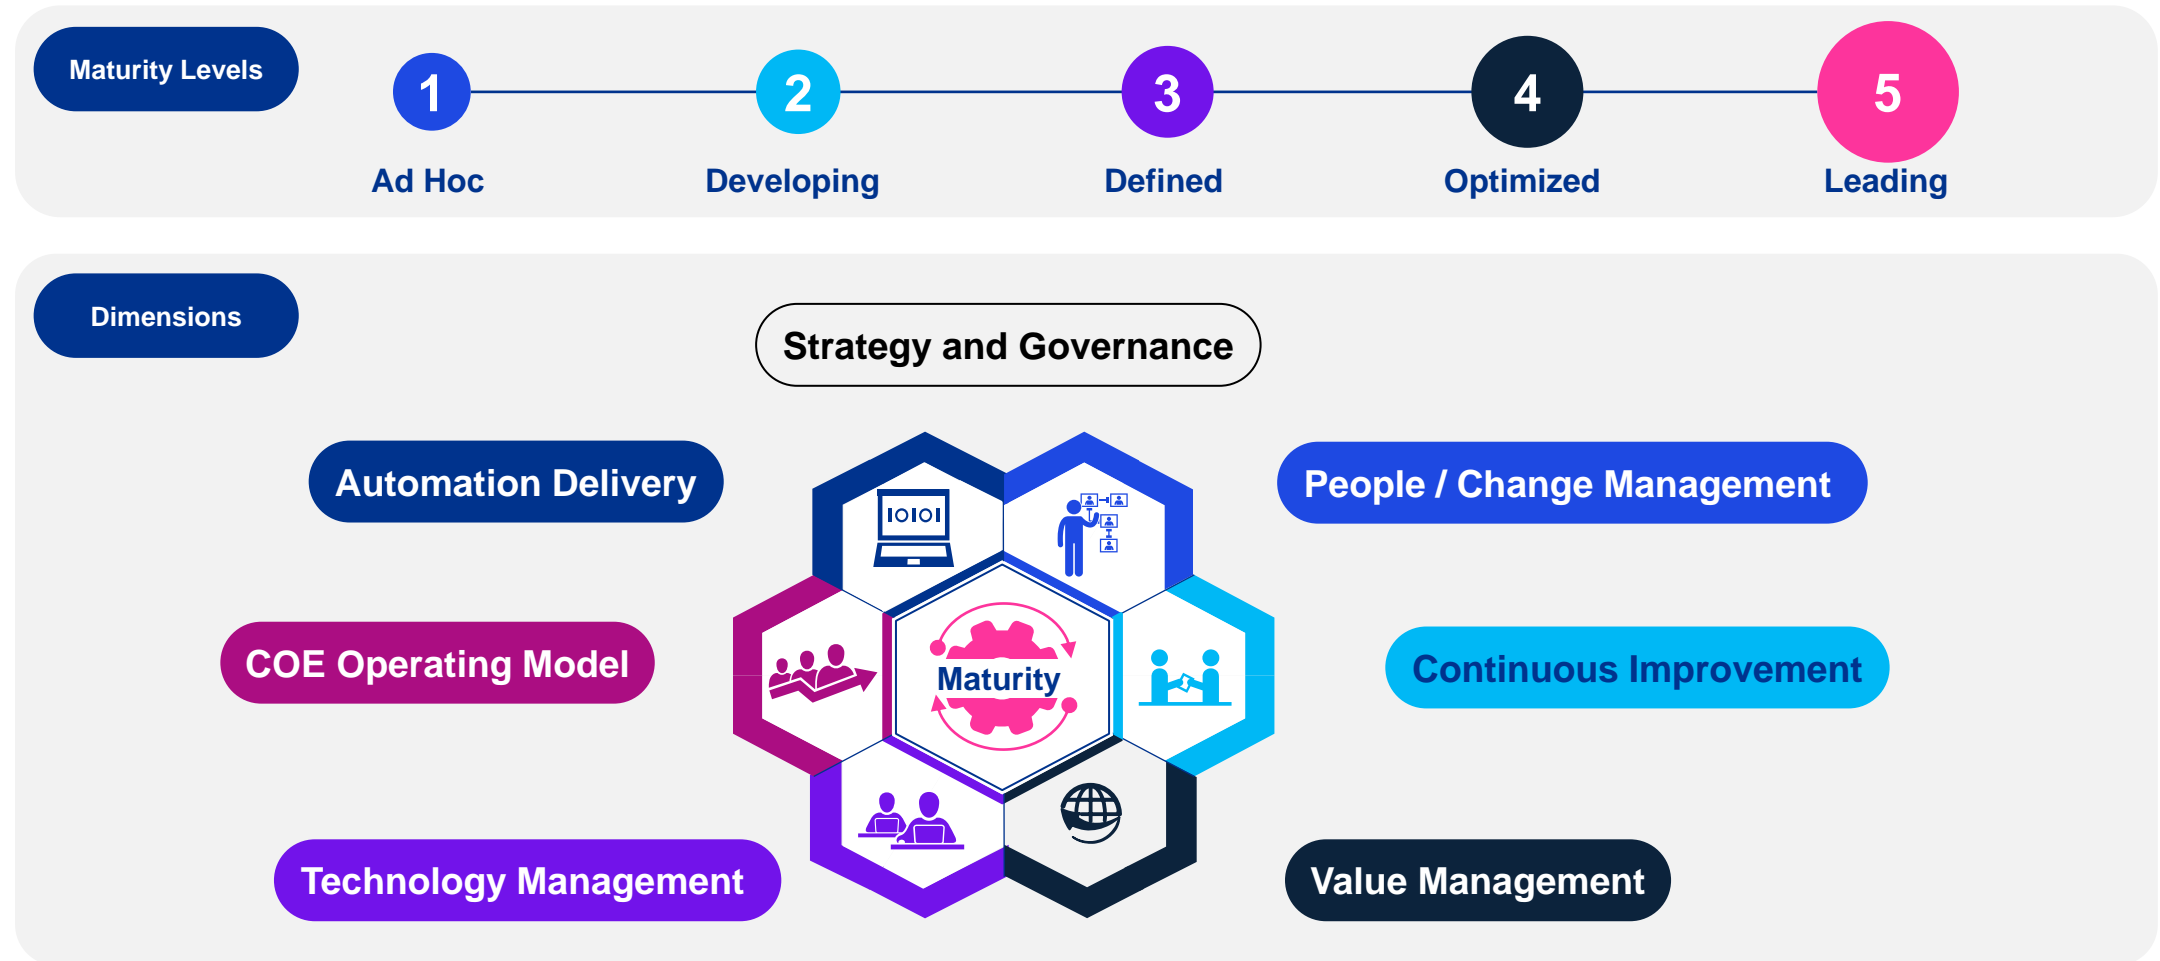 Maturity Levels
1
2
3
4
5
Ad Hoc
Developing
Defined
Optimized
Leading
Dimensions
Strategy and Governance
Automation Delivery
People / Change Management
IOIOI
COE Operating Model
Continuous Improvement
Maturity
Technology Management
Value Management